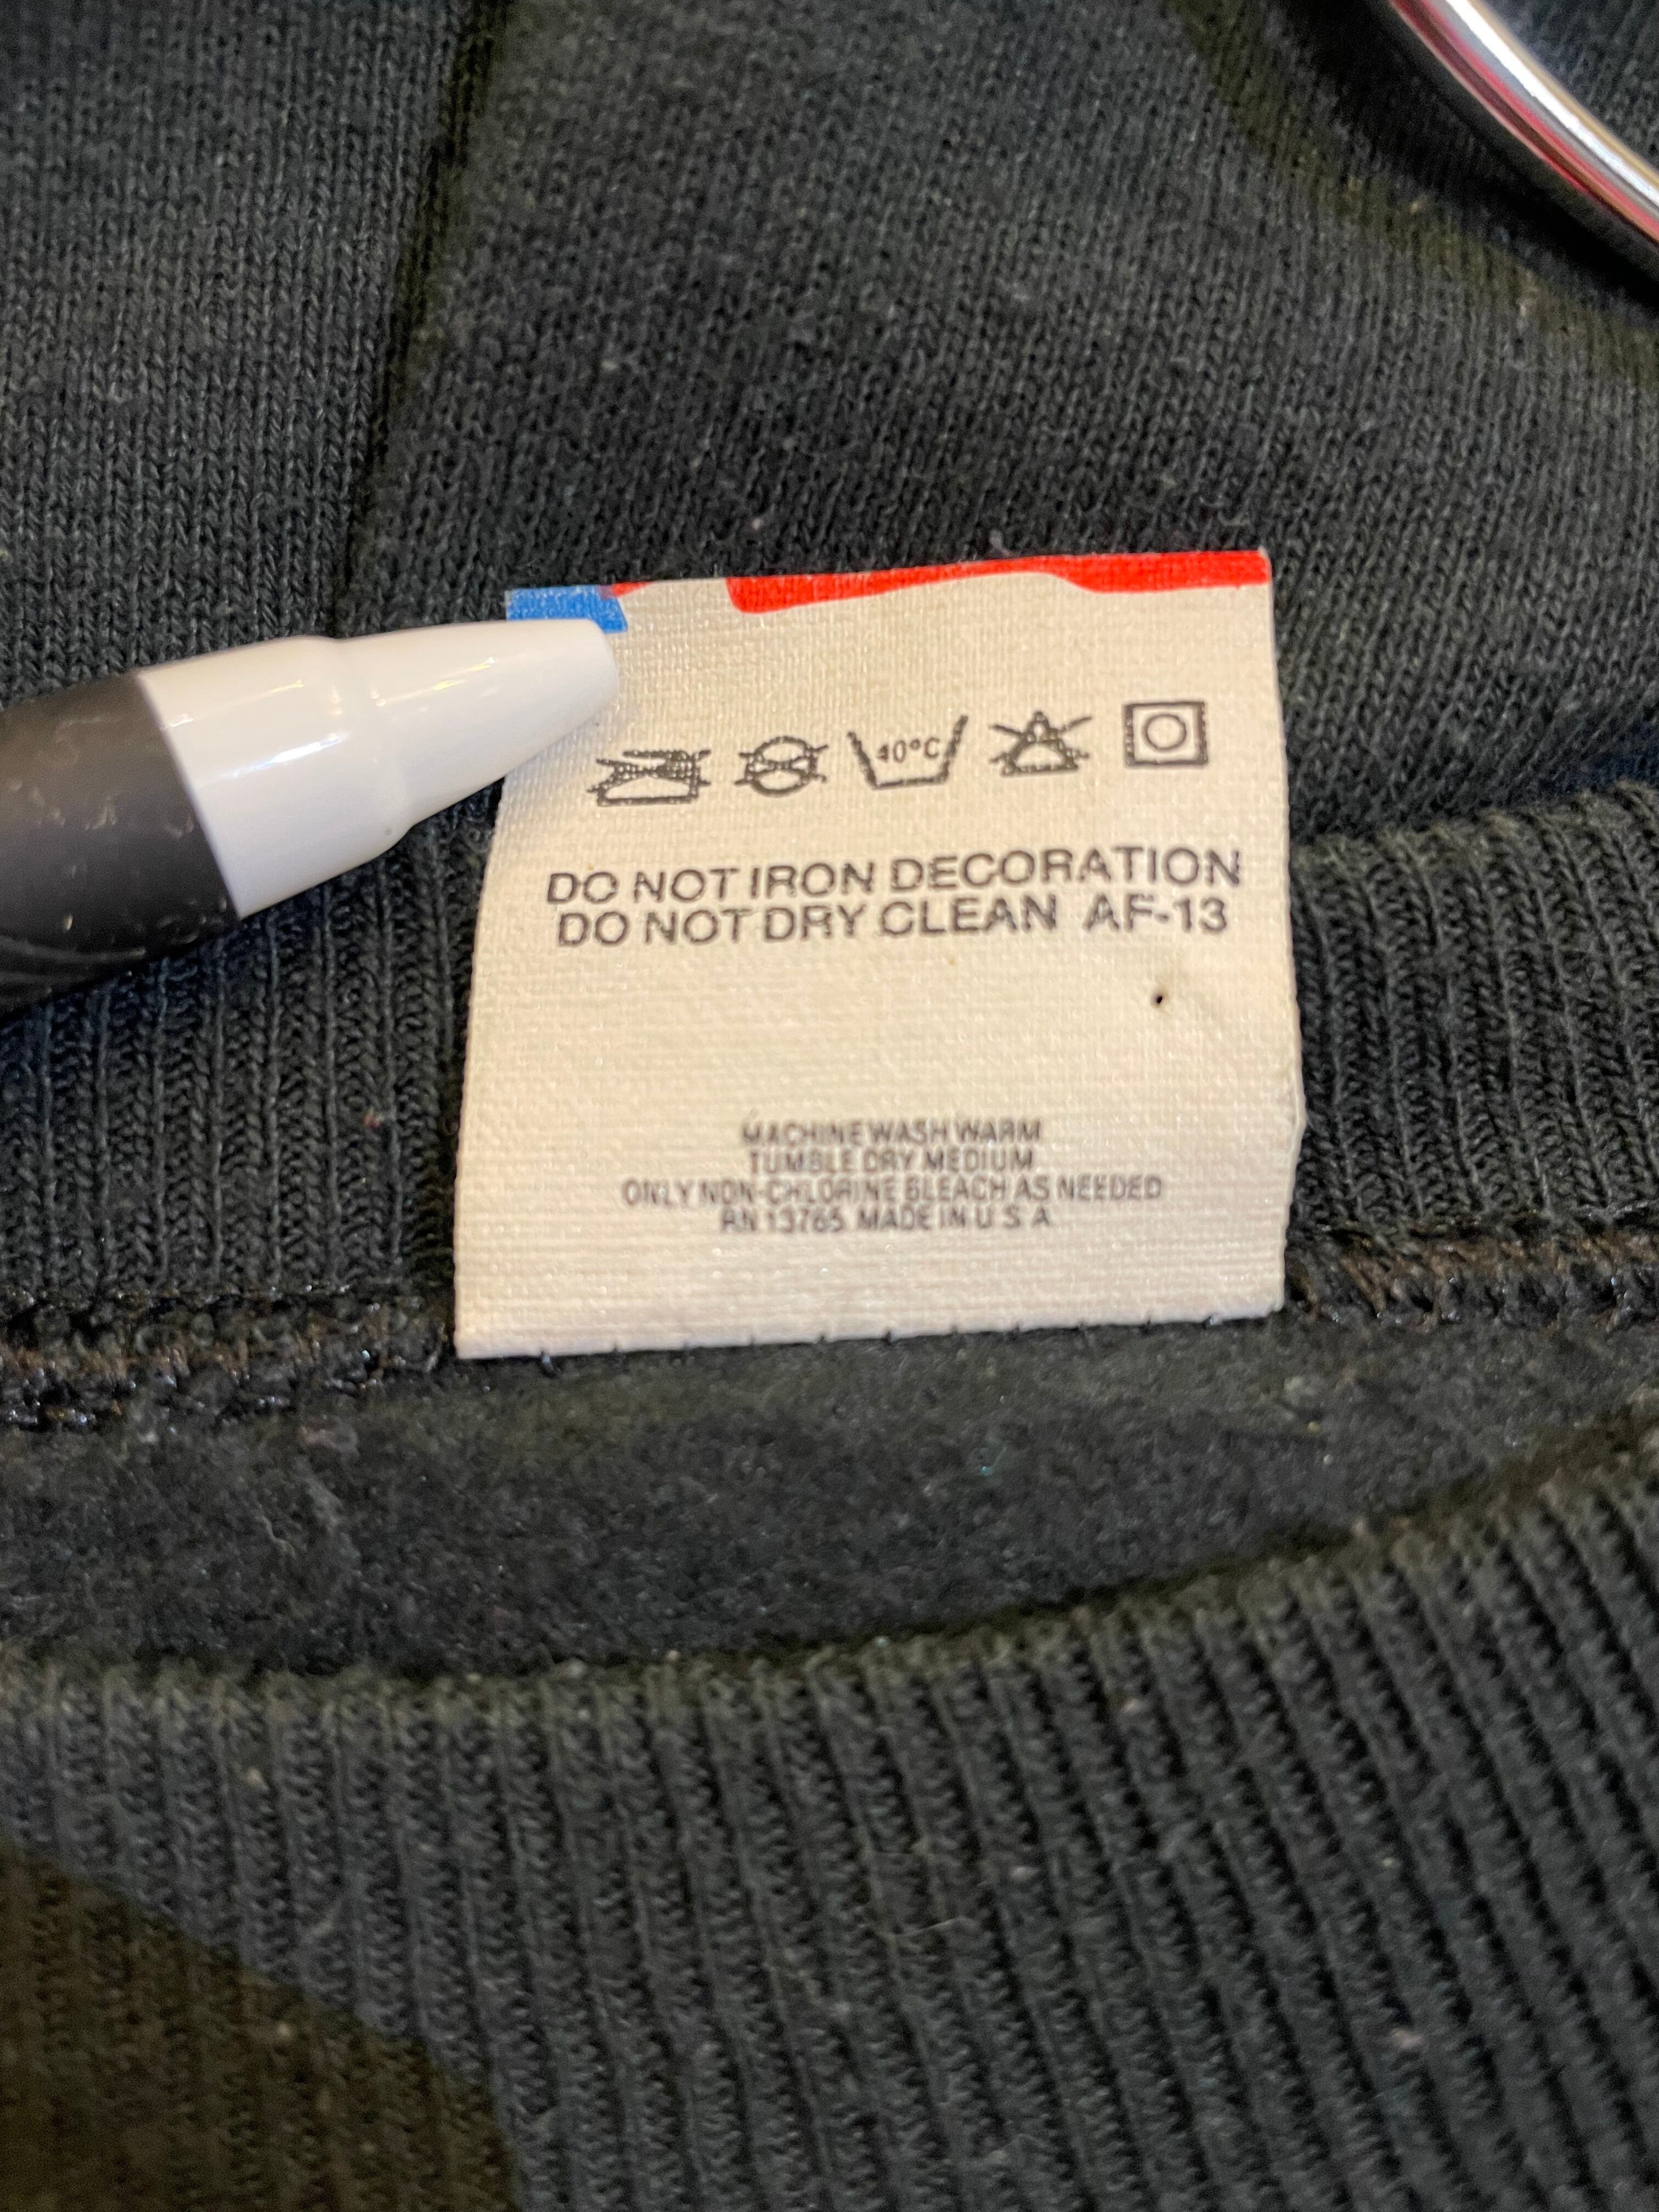 40°C
DO NOT IRON DECORATION
DO NOT DRY CLEAN AF-13
MACHINE WASH WARM
TUMBLE DRY MEDIUM
ONLY NON-CHLORINE BLEACH AS NEEDED
RN 13765 MADE IN U S A